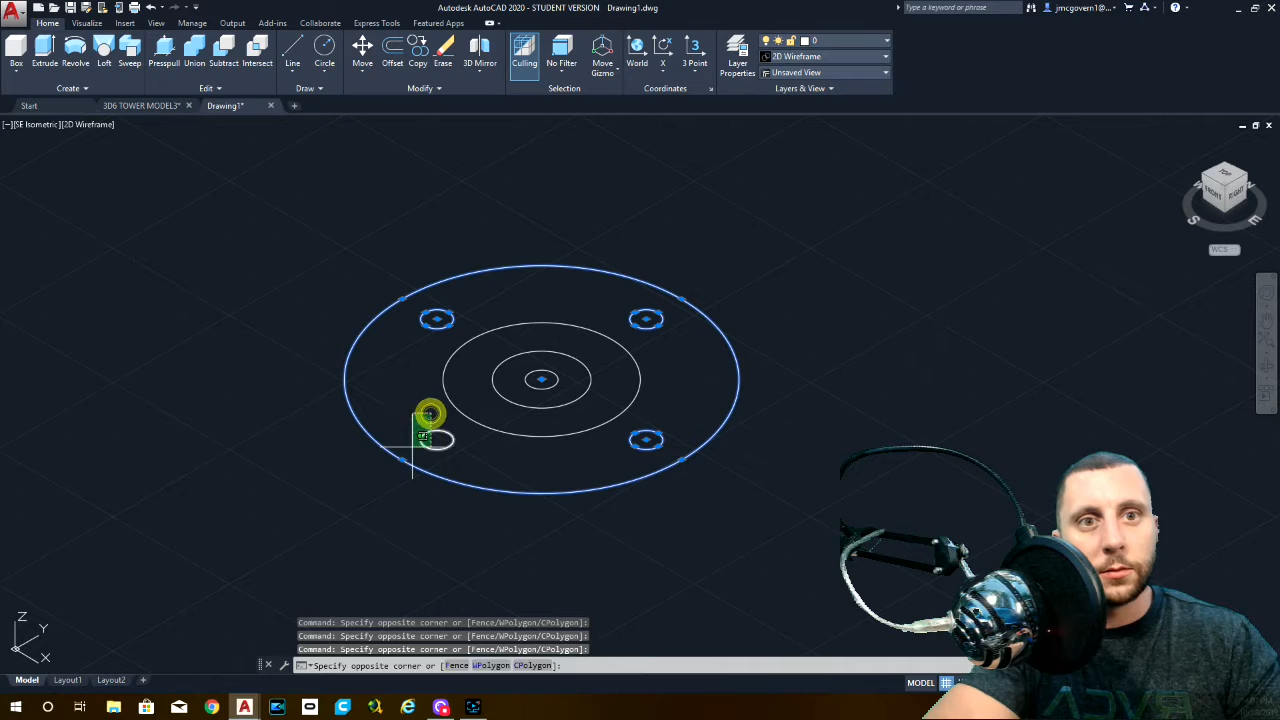 Autodesk AutoCAD 2020 - STUDENT VERSION Drawing1.dwg
Type a keyword or phrase
jmcgovern1@...
Home Visualize Insert View Manage Output Add-ins Collaborate Express Tools Featured Apps
Box Extrude Revolve Loft Sweep Presspull Union Subtract Intersect Line Circle Move Offset Copy Erase 3D Mirror Culling No Filter Move Gizmo World X 3 Point Layer Properties
0
2D Wireframe
Unsaved View
Create Edit Draw Modify Selection Coordinates Layers & View
Start 3D6 TOWER MODEL3* Drawing1*
[−][SE Isometric][2D Wireframe]
TOP
FRONT RIGHT
W N
S E
WCS
Z
Y
X
Command: Specify opposite corner or [Fence/WPolygon/CPolygon]:
Command: Specify opposite corner or [Fence/WPolygon/CPolygon]:
Command: Specify opposite corner or [Fence/WPolygon/CPolygon]:
Specify opposite corner or [Fence WPolygon CPolygon]:
Model Layout1 Layout2
MODEL